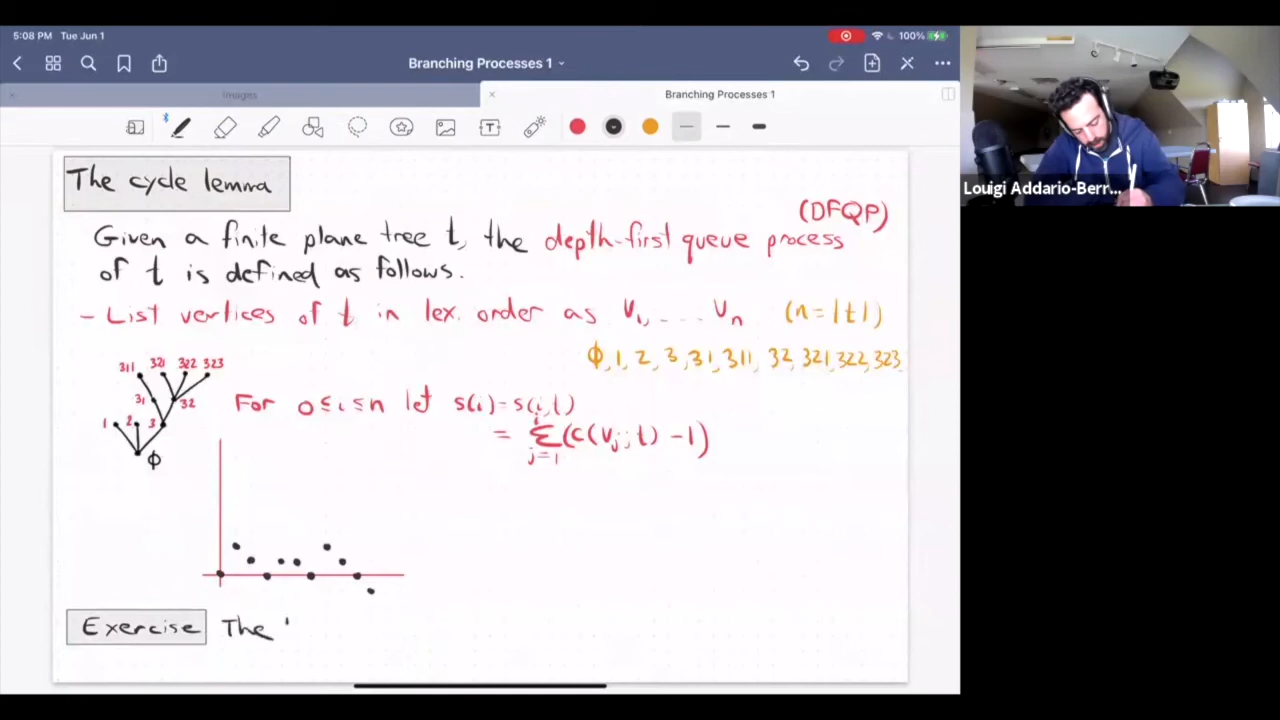 5:08 PM Tue Jun 1
100%
Branching Processes 1
Images
Branching Processes 1
The cycle lemma
(DFQP)
Given a finite plane tree t, the depth-first queue process
of t is defined as follows.
- List vertices of t in lex. order as v₁, ... vₙ (n=|t|)
∅, 1, 2, 3, 31, 311, 32, 321, 322, 323
311 321 322 323
31 32
1 2 3
∅
For 0≤i≤n let s(i)=s(i,t)
= Σ_{j=1}^{i} (c(vⱼ;t) -1)
Exercise The
Louigi Addario-Berr...